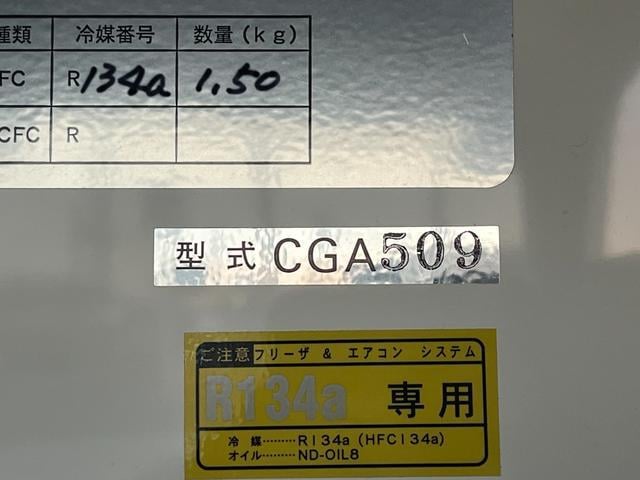 種類 冷媒番号 数量(kg)
FC R134a 1.50
CFC R
型式 CGA509
ご注意 フリーザ & エアコン システム
R134a 専用
冷媒………R134a (HFC134a)
オイル………ND-OIL8